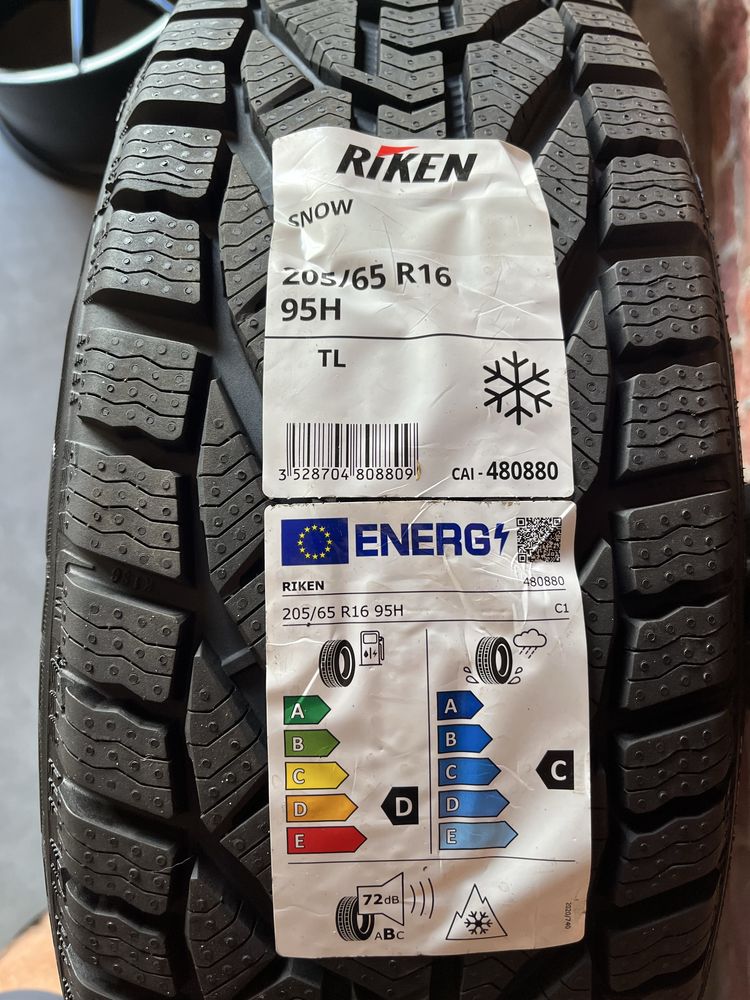 RIKEN
SNOW
205/65 R16
95H
TL
3 528704 808809
CAI - 480880
ENERG
RIKEN
480880
205/65 R16 95H
C1
A
B
C
D
E
D
A
B
C
D
E
C
72dB
ABC
2020/740